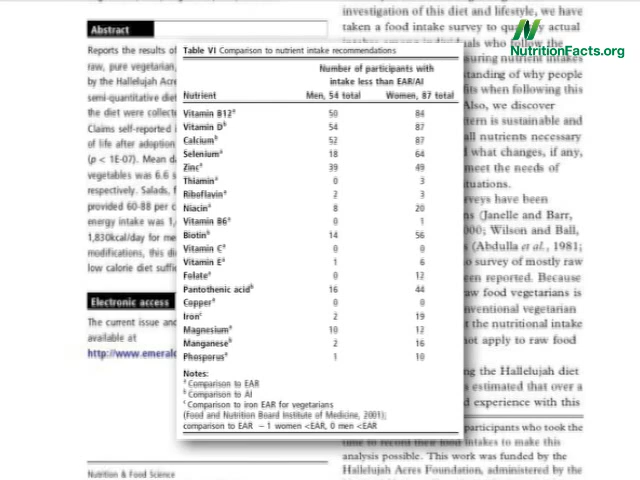 NutritionFacts.org
Abstract
Reports the results of
raw, pure vegetarian,
by the Hallelujah Acre
semi-quantitative diet
the diet were collecte
Claims self-reported i
of life after adoption
(p < 1E-07). Mean d
vegetables was 6.6 s
respectively. Salads, f
provided 60-88 per c
energy intake was 1,
1,830kcal/day for me
modifications, this di
low calorie diet suffic
Electronic access
The current issue and
available at
http://www.emerald
Nutrition & Food Science
Table VI Comparison to nutrient intake recommendations
Number of participants with
intake less than EAR/AI
Nutrient Men, 54 total Women, 87 total
Vitamin B12a 50 84
Vitamin Db 54 87
Calciumb 52 87
Seleniuma 18 64
Zinca 39 49
Thiamina 0 3
Riboflavina 2 3
Niacina 8 20
Vitamin B6a 0 1
Biotinb 14 56
Vitamin Ca 0 0
Vitamin Ea 1 6
Folatea 0 12
Pantothenic acidb 16 44
Coppera 0 0
Ironc 2 19
Magnesiuma 10 12
Manganeseb 2 16
Phosphorusa 1 10
Notes:
a Comparison to EAR
b Comparison to AI
c Comparison to iron EAR for vegetarians
(Food and Nutrition Board Institute of Medicine, 2001);
comparison to EAR – 1 women <EAR, 0 men <EAR
investigation of this diet and lifestyle, we have
taken a food intake survey to quantify actual
who follow the
suring nutrient intakes
standing of why people
fits when following this
Also, we discover
tern is sustainable and
all nutrients necessary
what changes, if any,
meet the needs of
ituations.
rveys have been
ns (Janelle and Barr,
000; Wilson and Ball,
(Abdulla et al., 1981;
o survey of mostly raw
een reported. Because
aw food vegetarians is
nventional vegetarian
t the nutritional intake
not apply to raw food
ng the Hallelujah diet
s estimated that over a
d experience with this
participants who took the
time to record their food intakes to make this
analysis possible. This work was funded by the
Hallelujah Acres Foundation, administered by the